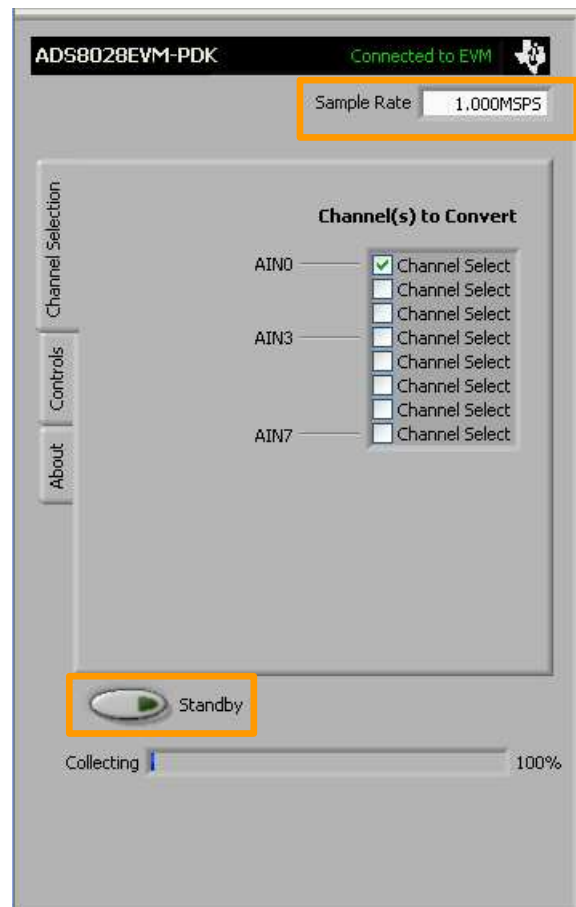 ADS8028EVM-PDK Connected to EVM
Sample Rate 1.000MSPS
Channel Selection
Controls
About
Channel(s) to Convert
AIN0 Channel Select
Channel Select
Channel Select
AIN3 Channel Select
Channel Select
Channel Select
Channel Select
AIN7 Channel Select
Standby
Collecting 100%